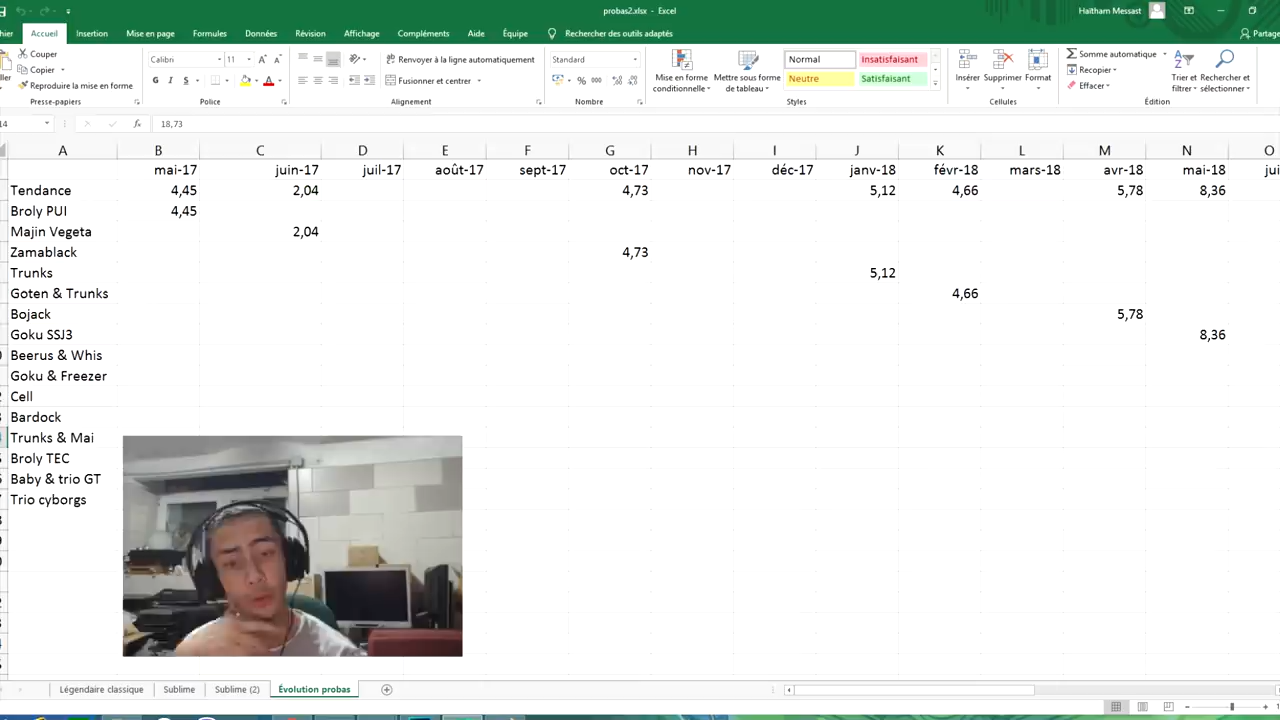 probas2.xlsx - Excel
Haitham Messast
Accueil Insertion Mise en page Formules Données Révision Affichage Compléments Aide Équipe Rechercher des outils adaptés
Couper
Copier
Reproduire la mise en forme
Presse-papiers
Calibri 11
G I S
Police
Renvoyer à la ligne automatiquement
Fusionner et centrer
Alignement
Standard
% 000
Nombre
Mise en forme conditionnelle
Mettre sous forme de tableau
Normal Insatisfaisant
Neutre Satisfaisant
Styles
Insérer Supprimer Format
Cellules
Somme automatique
Recopier
Effacer
Trier et filtrer
Rechercher et sélectionner
Édition
14 fx 18,73
A B C D E F G H I J K L M N O
mai-17 juin-17 juil-17 août-17 sept-17 oct-17 nov-17 déc-17 janv-18 févr-18 mars-18 avr-18 mai-18 jui
Tendance 4,45 2,04 4,73 5,12 4,66 5,78 8,36
Broly PUI 4,45
Majin Vegeta 2,04
Zamablack 4,73
Trunks 5,12
Goten & Trunks 4,66
Bojack 5,78
Goku SSJ3 8,36
Beerus & Whis
Goku & Freezer
Cell
Bardock
Trunks & Mai
Broly TEC
Baby & trio GT
Trio cyborgs
Légendaire classique Sublime Sublime (2) Évolution probas